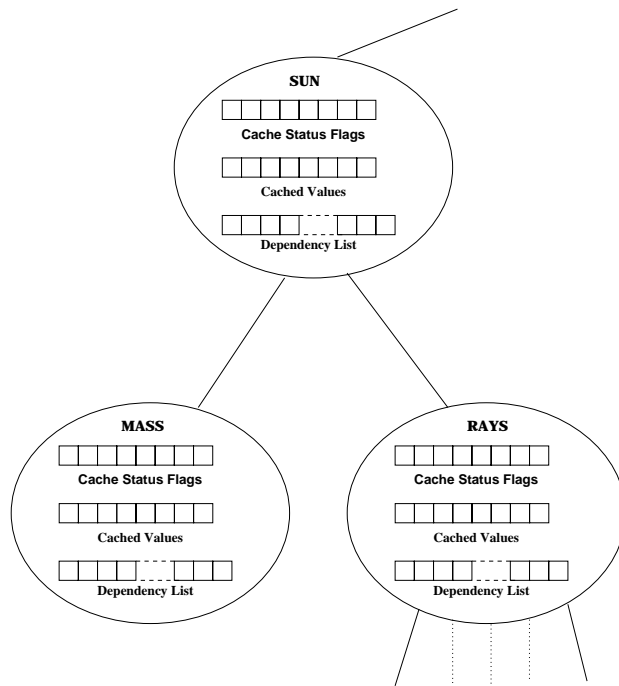 SUN
Cache Status Flags
Cached Values
Dependency List
MASS
Cache Status Flags
Cached Values
Dependency List
RAYS
Cache Status Flags
Cached Values
Dependency List